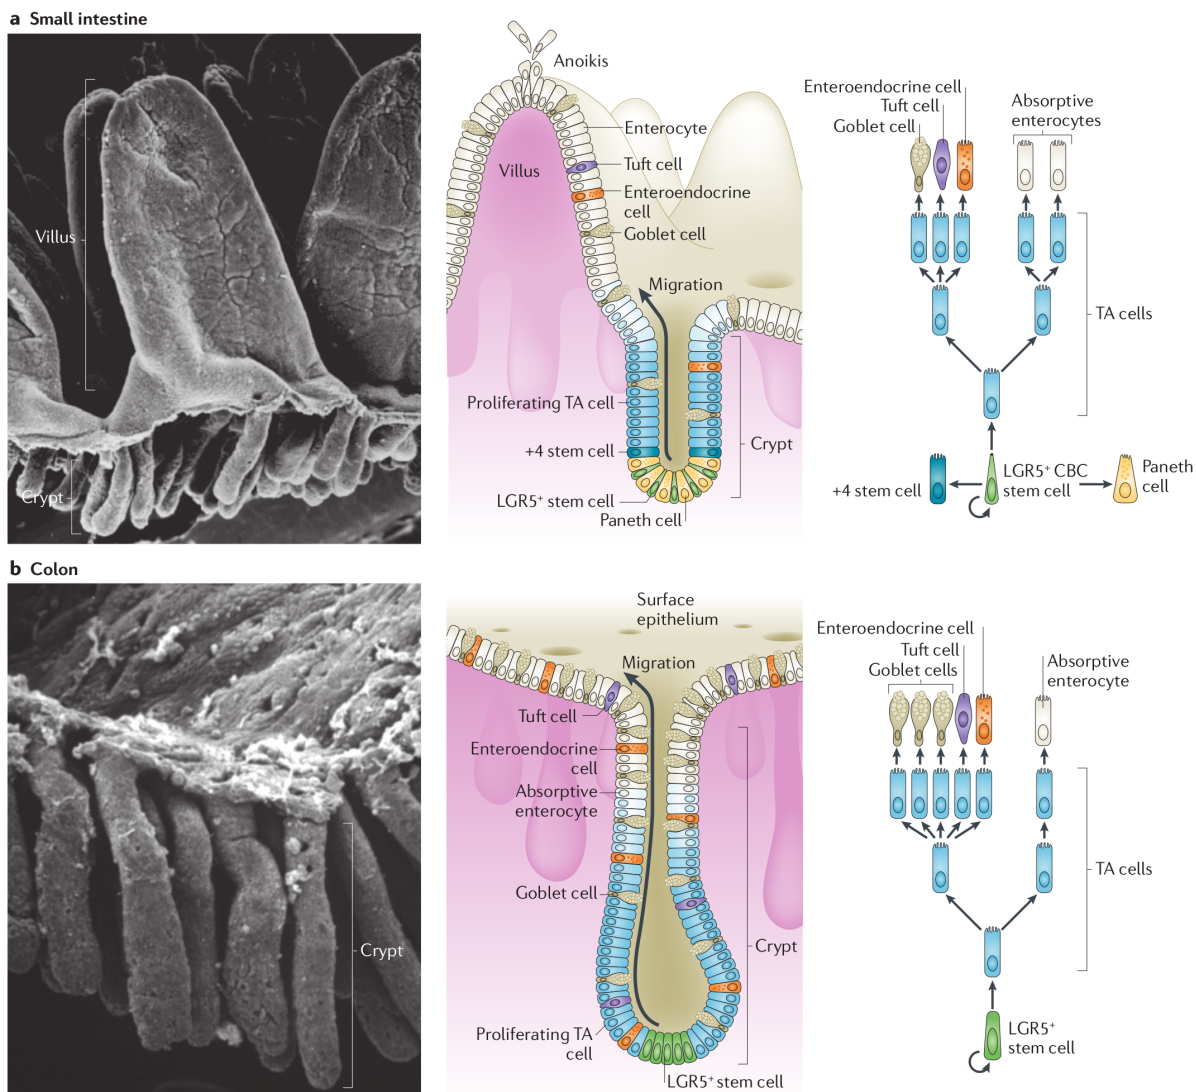 a Small intestine
Villus
Crypt
Anoikis
Enterocyte
Tuft cell
Villus
Enteroendocrine
cell
Goblet cell
Migration
Proliferating TA cell
+4 stem cell
Crypt
LGR5⁺ stem cell
Paneth cell
Enteroendocrine cell
Tuft cell
Goblet cell
Absorptive
enterocytes
TA cells
+4 stem cell
LGR5⁺ CBC
stem cell
Paneth
cell
b Colon
Crypt
Surface
epithelium
Migration
Tuft cell
Enteroendocrine
cell
Absorptive
enterocyte
Goblet cell
Crypt
Proliferating TA
cell
LGR5⁺ stem cell
Enteroendocrine cell
Tuft cell
Goblet cells
Absorptive
enterocyte
TA cells
LGR5⁺
stem cell